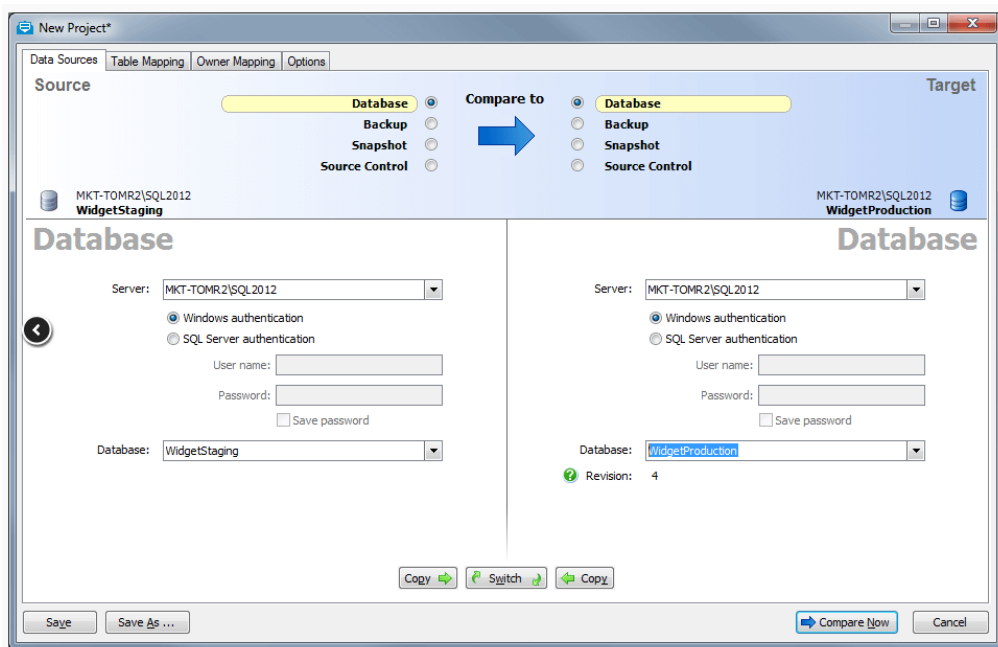 New Project*
Data Sources Table Mapping Owner Mapping Options
Source Compare to Target
Database Database
Backup Backup
Snapshot Snapshot
Source Control Source Control
MKT-TOMR2\SQL2012 MKT-TOMR2\SQL2012
WidgetStaging WidgetProduction
Database Database
Server: MKT-TOMR2\SQL2012 Server: MKT-TOMR2\SQL2012
Windows authentication Windows authentication
SQL Server authentication SQL Server authentication
User name: User name:
Password: Password:
Save password Save password
Database: WidgetStaging Database: WidgetProduction
Revision: 4
Copy Switch Copy
Save Save As ... Compare Now Cancel